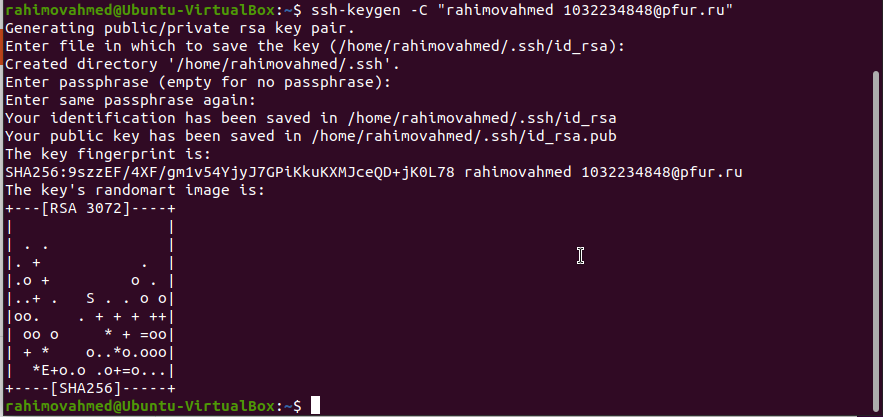 rahimovahmed@Ubuntu-VirtualBox:~$ ssh-keygen -C "rahimovahmed 1032234848@pfur.ru"
Generating public/private rsa key pair.
Enter file in which to save the key (/home/rahimovahmed/.ssh/id_rsa):
Created directory '/home/rahimovahmed/.ssh'.
Enter passphrase (empty for no passphrase):
Enter same passphrase again:
Your identification has been saved in /home/rahimovahmed/.ssh/id_rsa
Your public key has been saved in /home/rahimovahmed/.ssh/id_rsa.pub
The key fingerprint is:
SHA256:9szzEF/4XF/gm1v54YjyJ7GPiKkuKXMJceQD+jK0L78 rahimovahmed 1032234848@pfur.ru
The key's randomart image is:
+---[RSA 3072]----+
|                 |
| . .             |
|. +           .  |
|.o +         o . |
|..+ .   S . . o o|
|oo.    . + + + ++|
| oo o     * + =oo|
| + *    o..*o.ooo|
|  *E+o.o .o+=o...|
+----[SHA256]-----+
rahimovahmed@Ubuntu-VirtualBox:~$